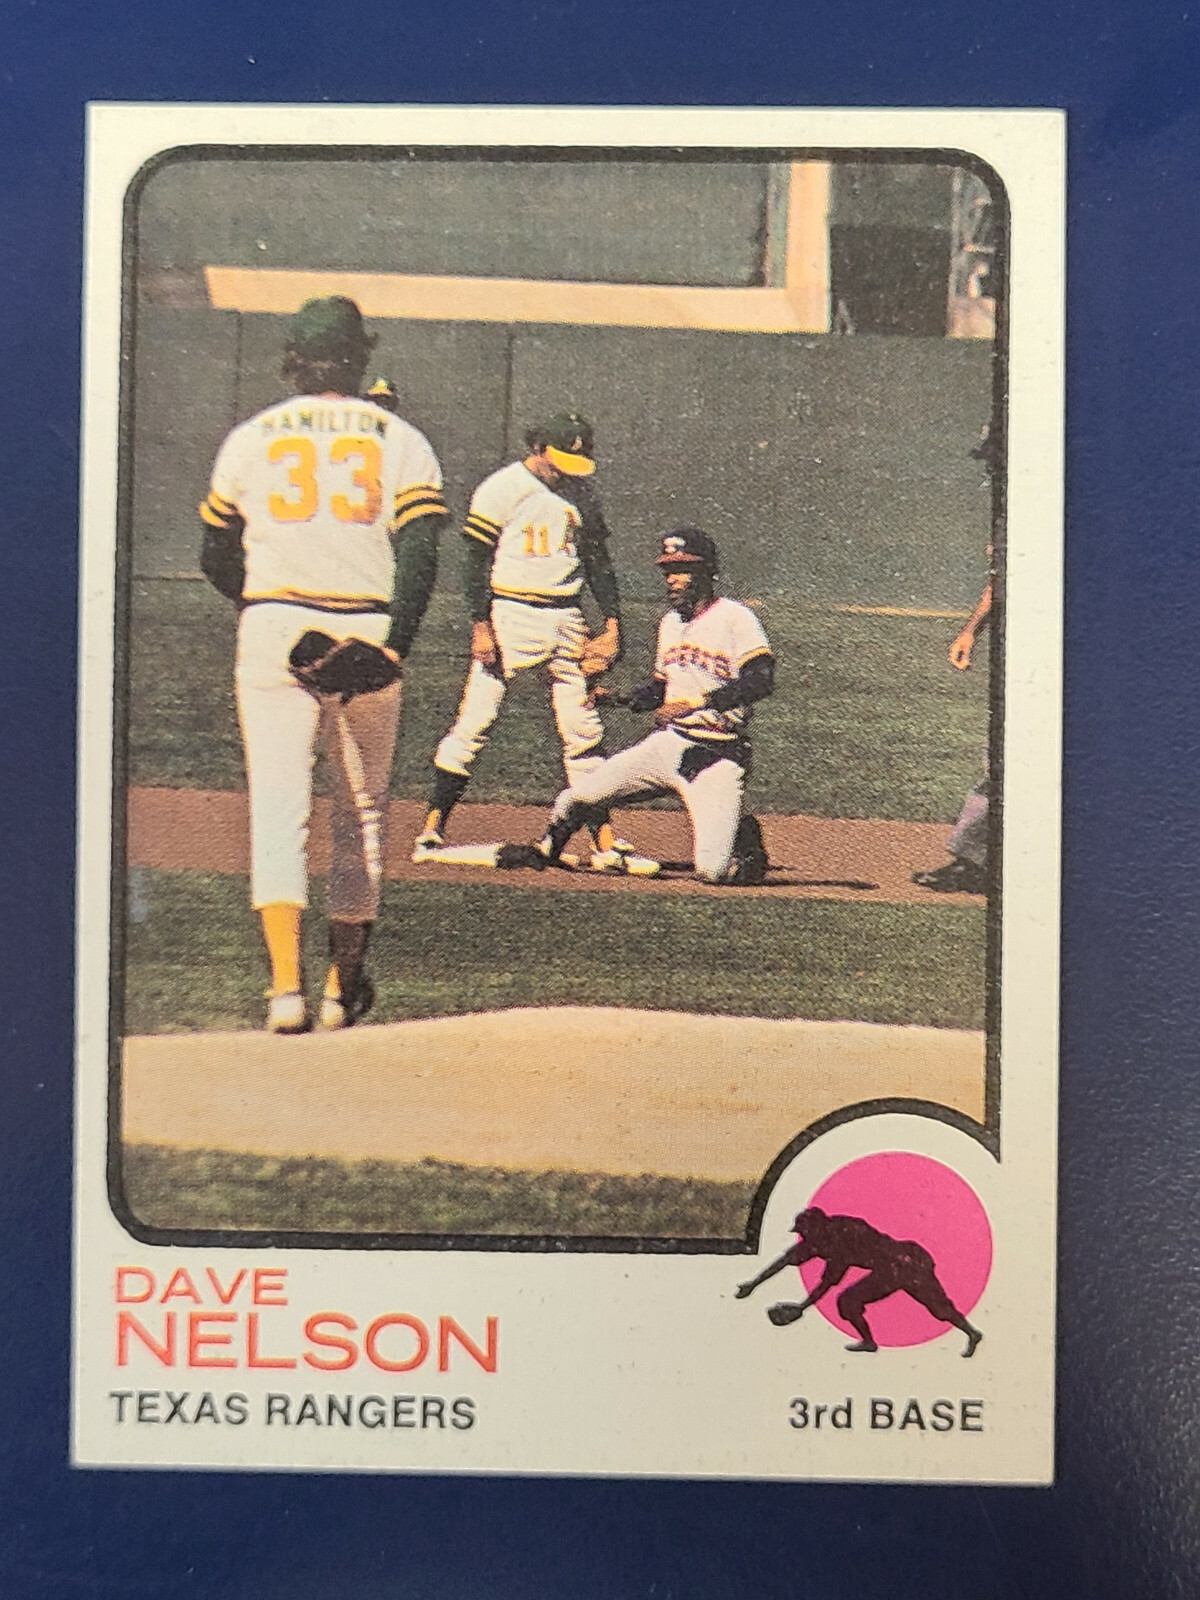 HAMILTON
33
11
DAVE
NELSON
TEXAS RANGERS
3rd BASE